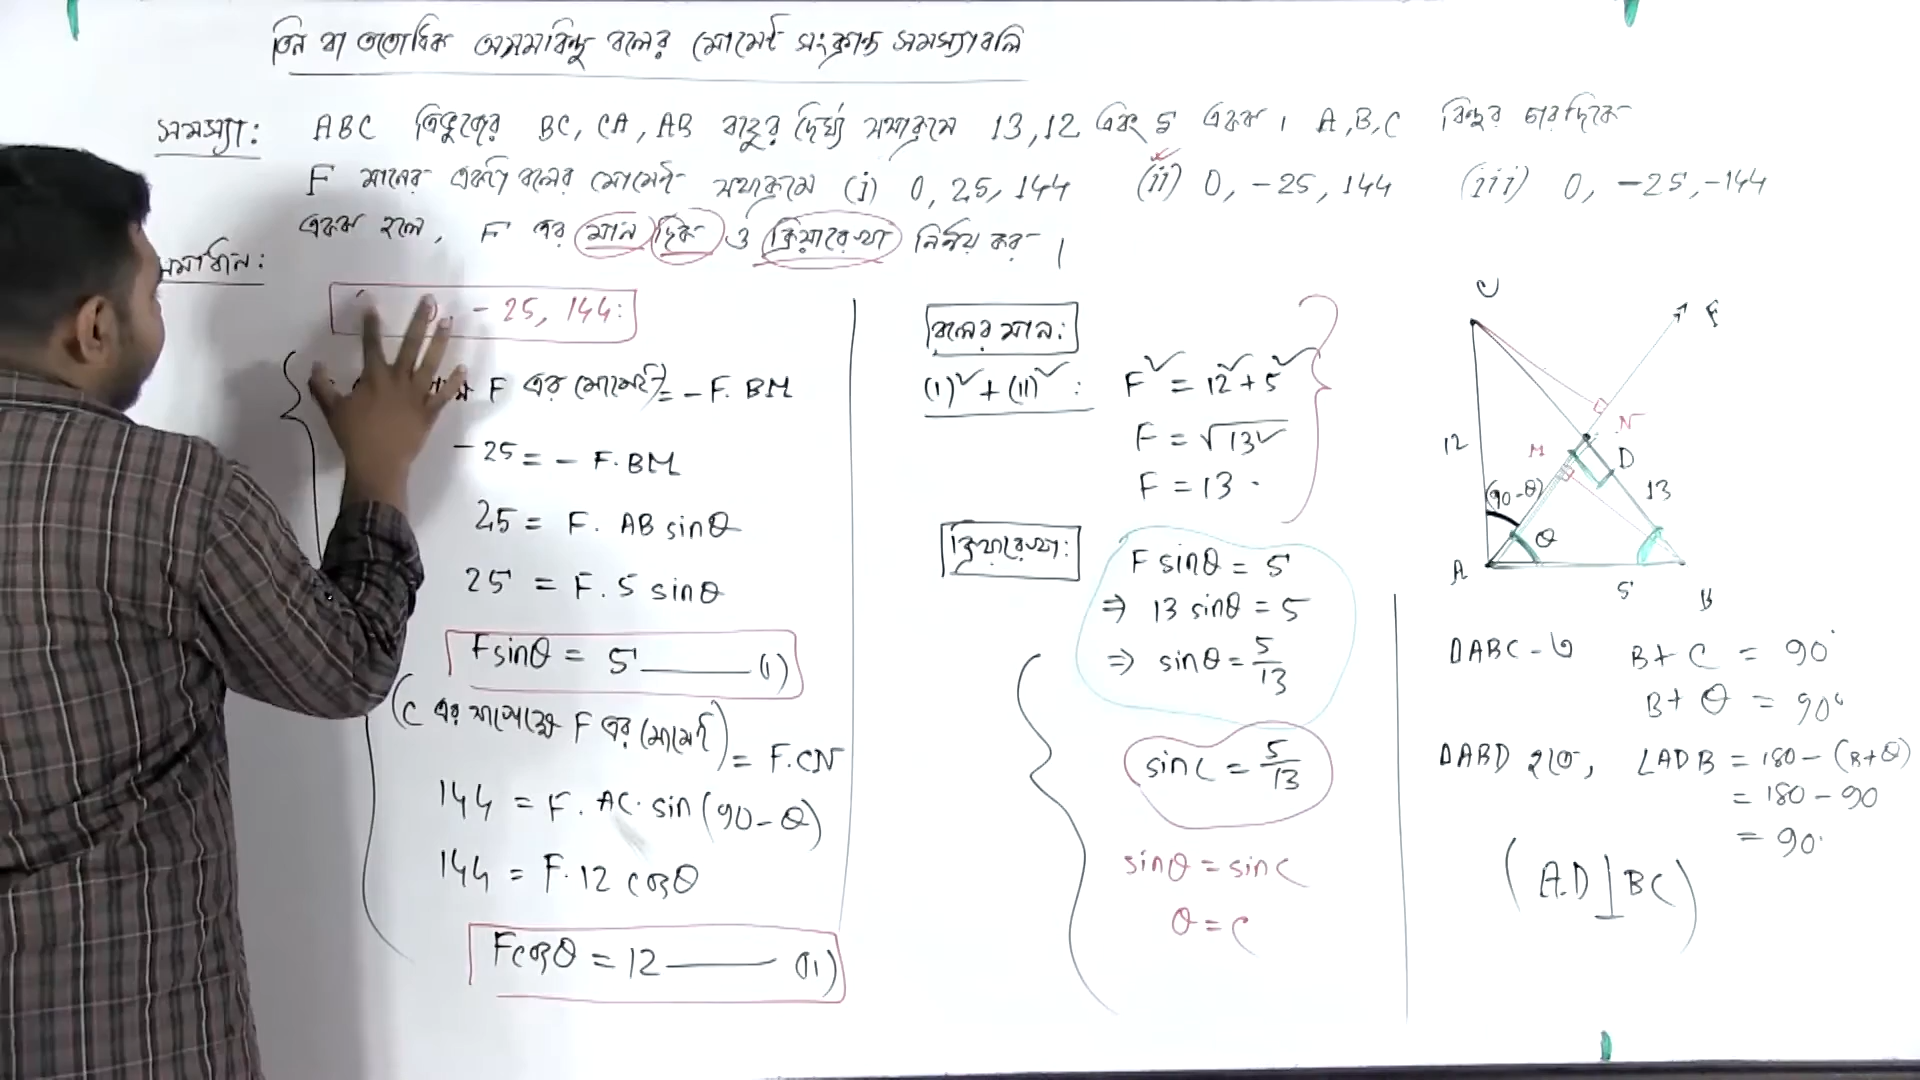 তিন বা ততোধিক অসমবিন্দু বলের মোমেন্ট সংক্রান্ত সমস্যাবলি
সমস্যা: ABC ত্রিভুজের BC, CA, AB বাহুর দৈর্ঘ্য যথাক্রমে 13, 12 এবং 5 একক। A, B, C বিন্দুর চারদিকে
F মানের একটি বলের মোমেন্ট যথাক্রমে (i) 0, 25, 144 (ii) 0, -25, 144 (iii) 0, -25, -144
একক হলে, F এর মান দিক ও ক্রিয়ারেখা নির্ণয় কর।
সমাধান:
0, - 25, 144:
F এর মোমেন্ট) = - F. BM
- 25 = - F. BM
25 = F. AB sinθ
25 = F. 5 sinθ
Fsinθ = 5 —— (I)
(C এর সাপেক্ষে F এর মোমেন্ট) = F.CN
144 = F. AC. sin (90 - θ)
144 = F. 12 cosθ
Fcosθ = 12 —— (II)
বলের মান:
(I)² + (II)² : F² = 12² + 5²
F = √13²
F = 13
ক্রিয়ারেখা:
F sinθ = 5
⇒ 13 sinθ = 5
⇒ sinθ = 5/13
sin C = 5/13
sinθ = sin C
θ = C
C
F
N
M
D
12
13
(90-θ)
θ
A
5
B
ΔABC - এ B + C = 90°
B + θ = 90°
ΔABD হতে, ∠ADB = 180 - (B+θ)
= 180 - 90
= 90°
(AD⊥BC)